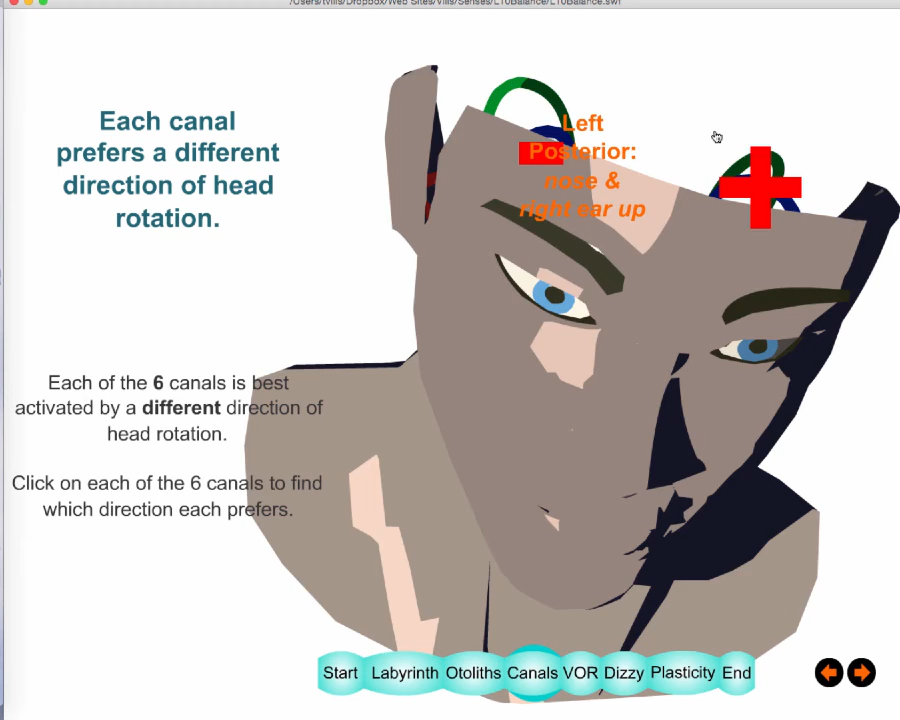 /Users/tvilis/Dropbox/Web Sites/Vilis/Senses/L10Balance/L10Balance.swf
Each canal
prefers a different
direction of head
rotation.
Left
Posterior:
nose &
right ear up
Each of the 6 canals is best
activated by a different direction of
head rotation.
Click on each of the 6 canals to find
which direction each prefers.
Start Labyrinth Otoliths Canals VOR Dizzy Plasticity End